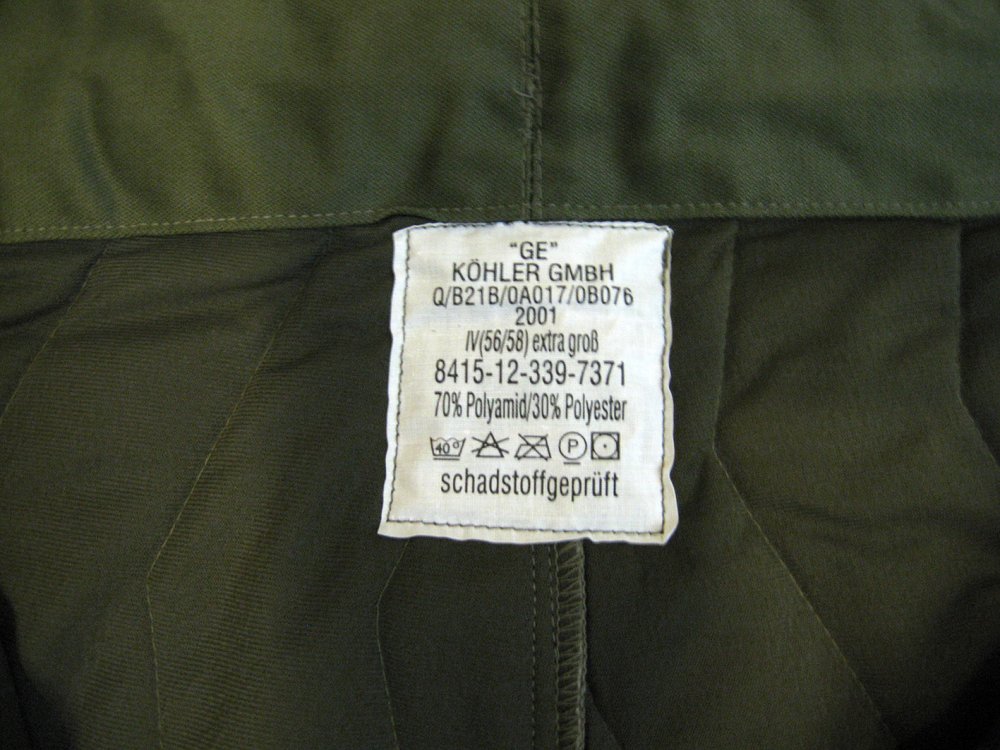 "GE"
KÖHLER GMBH
Q/B21B/0A017/0B076
2001
IV(56/58) extra groß
8415-12-339-7371
70% Polyamid/30% Polyester
40° P
schadstoffgeprüft